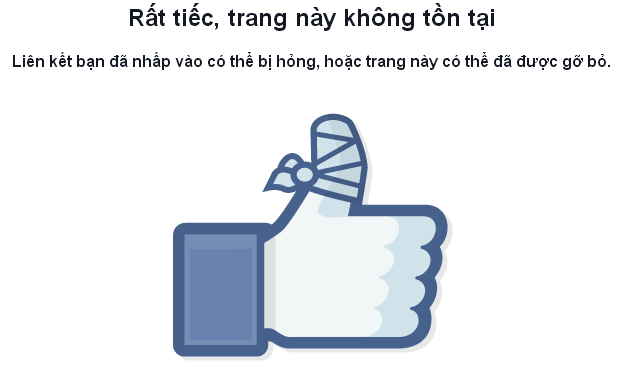 Rất tiếc, trang này không tồn tại
Liên kết bạn đã nhấp vào có thể bị hỏng, hoặc trang này có thể đã được gỡ bỏ.